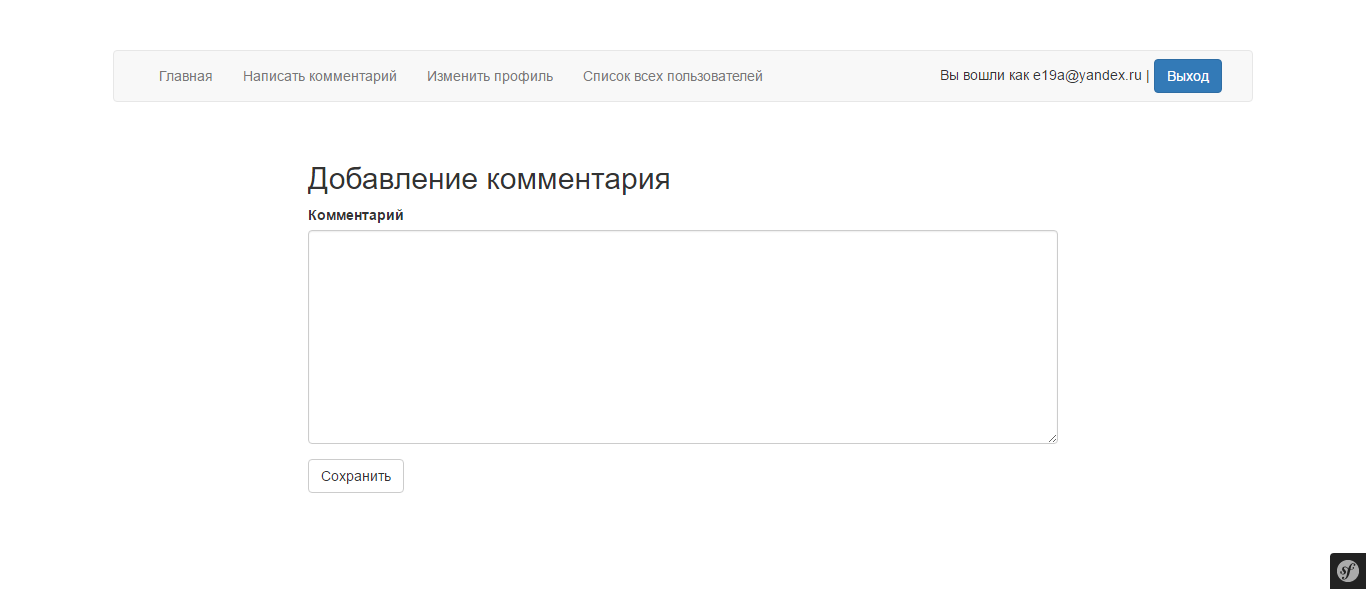 Главная Написать комментарий Изменить профиль Список всех пользователей Вы вошли как e19a@yandex.ru | Выход
Добавление комментария
Комментарий
Сохранить
sf